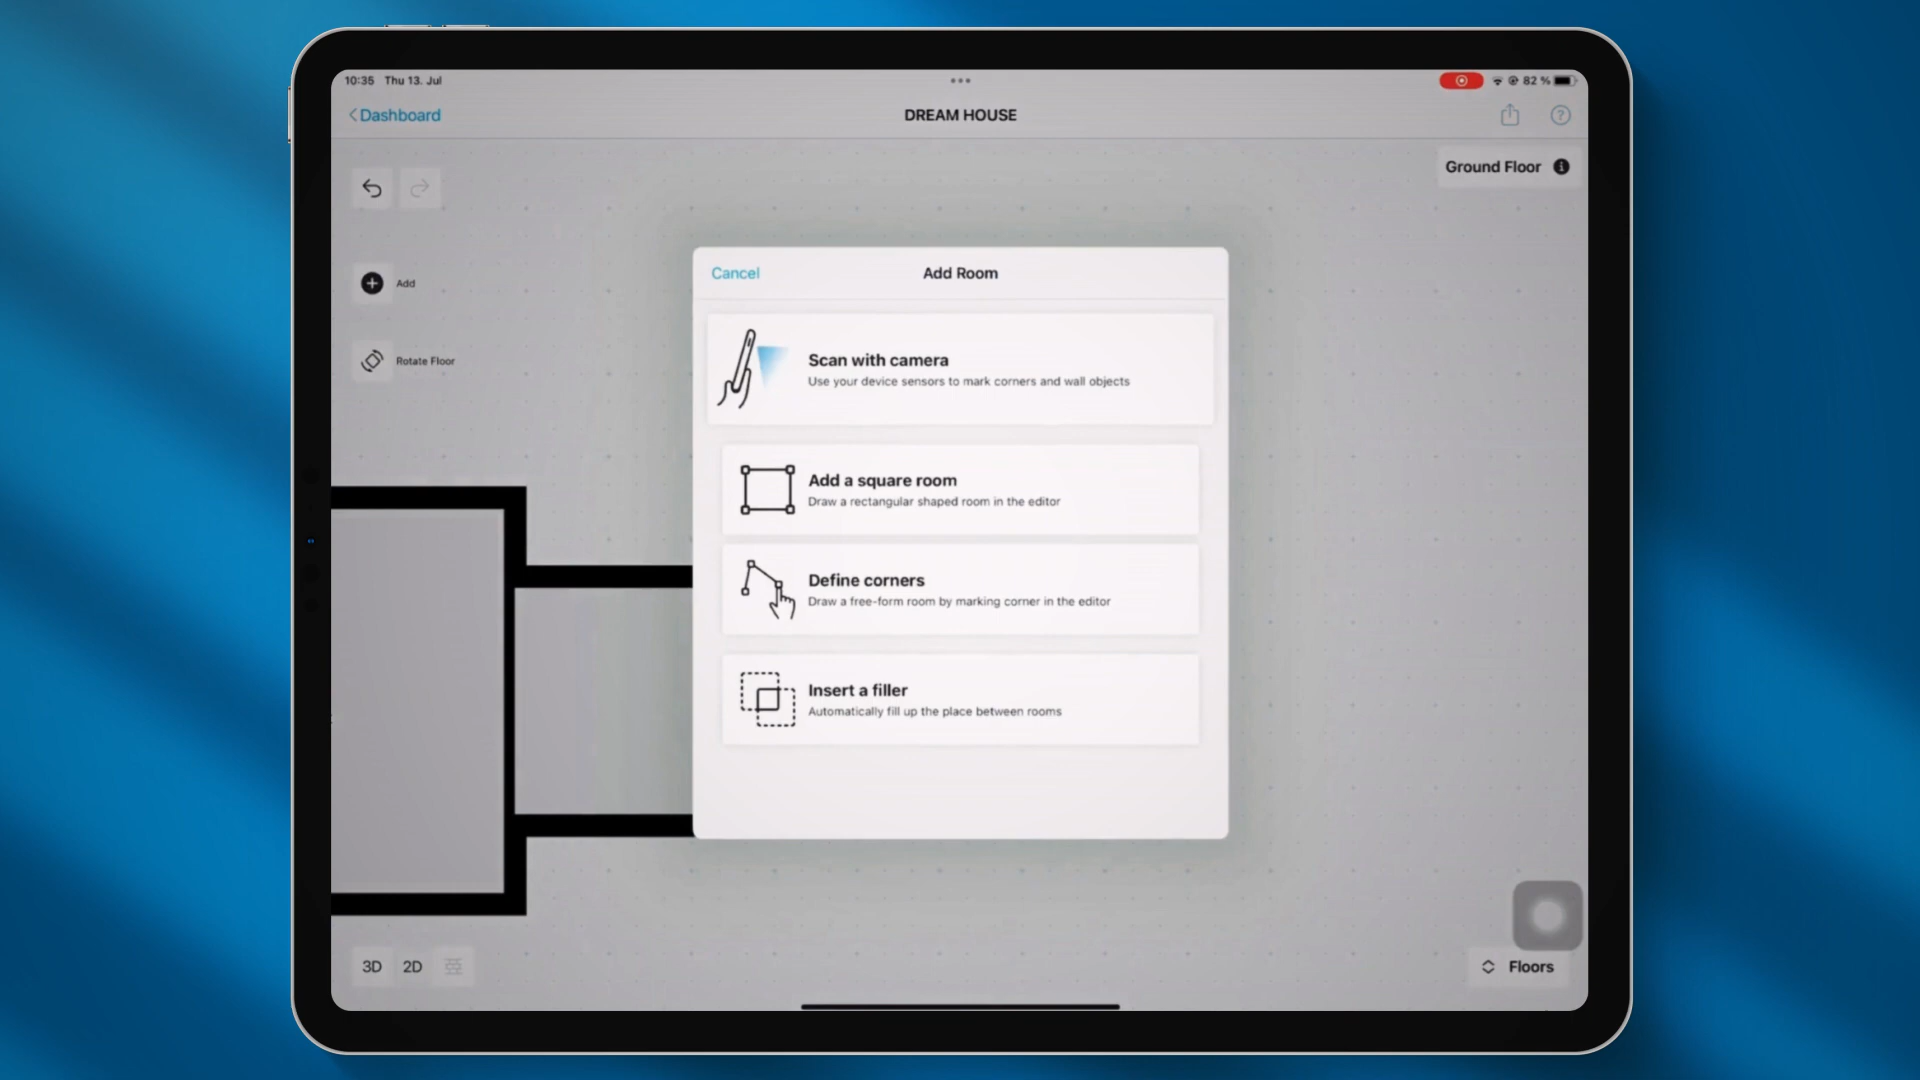 10:35 Thu 13. Jul
82 %
Dashboard
DREAM HOUSE
Ground Floor
Add
Rotate Floor
Cancel
Add Room
Scan with camera
Use your device sensors to mark corners and wall objects
Add a square room
Draw a rectangular shaped room in the editor
Define corners
Draw a free-form room by marking corner in the editor
Insert a filler
Automatically fill up the place between rooms
3D 2D
Floors